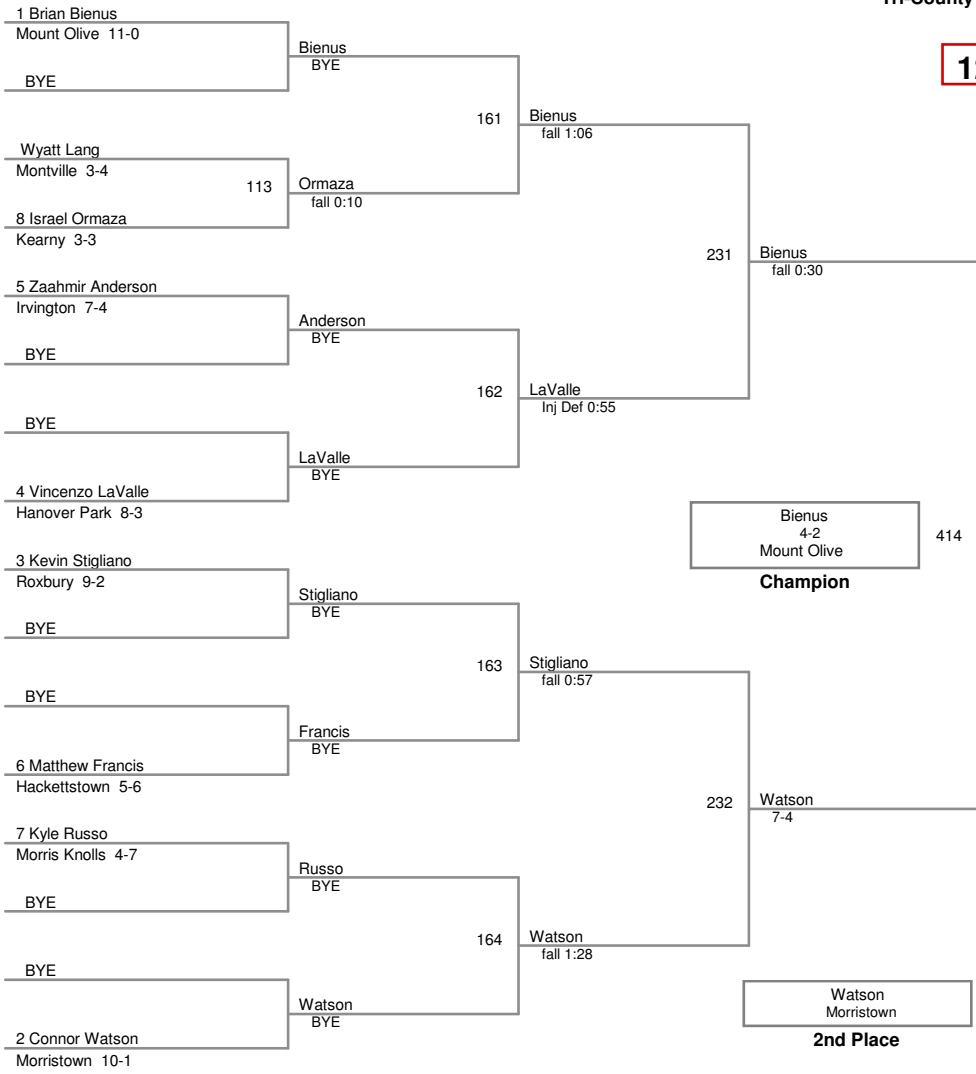 Tri-County
1 Brian Bienus
Mount Olive 11-0
BYE
Bienus
BYE
161
Bienus
fall 1:06
Wyatt Lang
Montville 3-4
113
8 Israel Ormaza
Kearny 3-3
Ormaza
fall 0:10
231
Bienus
fall 0:30
5 Zaahmir Anderson
Irvington 7-4
BYE
Anderson
BYE
162
LaValle
Inj Def 0:55
BYE
4 Vincenzo LaValle
Hanover Park 8-3
LaValle
BYE
Bienus
4-2
Mount Olive
414
Champion
3 Kevin Stigliano
Roxbury 9-2
BYE
Stigliano
BYE
163
Stigliano
fall 0:57
BYE
6 Matthew Francis
Hackettstown 5-6
Francis
BYE
232
Watson
7-4
7 Kyle Russo
Morris Knolls 4-7
BYE
Russo
BYE
164
Watson
fall 1:28
BYE
2 Connor Watson
Morristown 10-1
Watson
BYE
Watson
Morristown
2nd Place